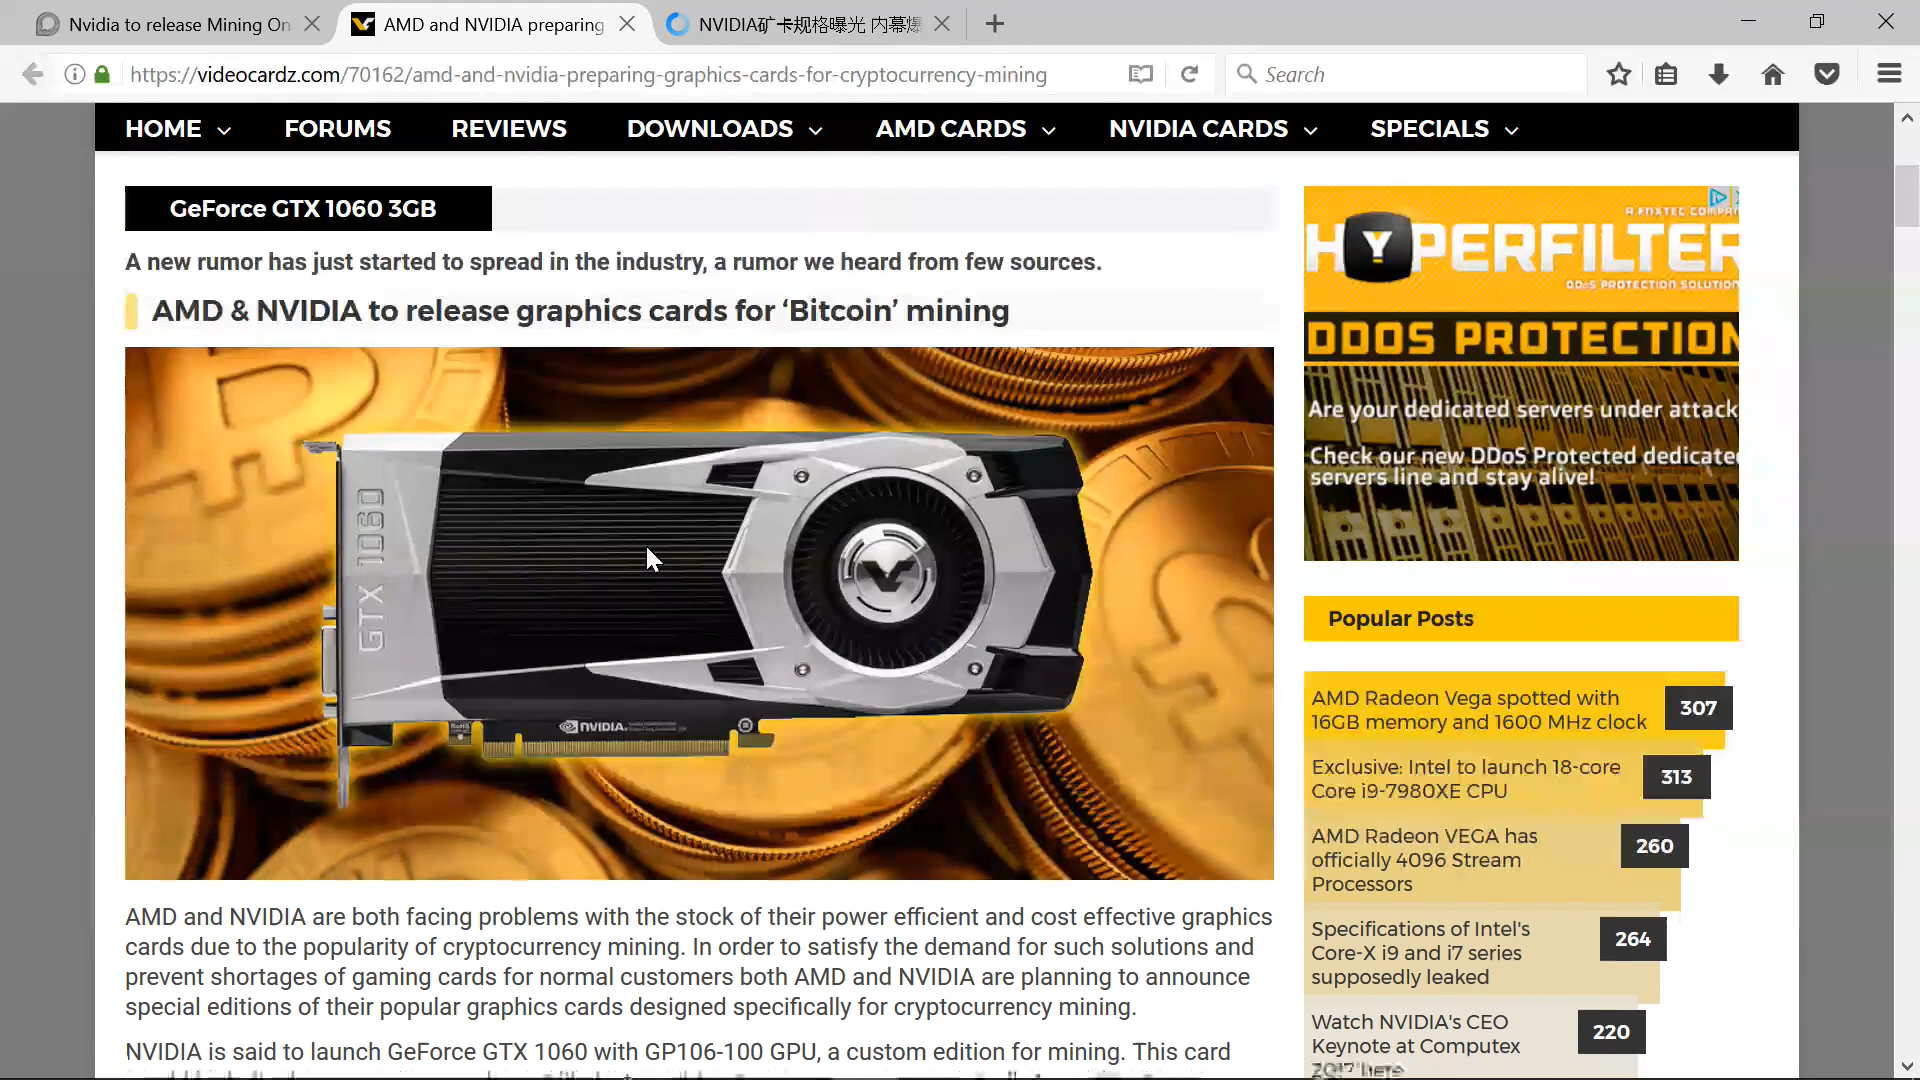 Nvidia to release Mining On
AMD and NVIDIA preparing
NVIDIA矿卡规格曝光 内幕爆
https://videocardz.com/70162/amd-and-nvidia-preparing-graphics-cards-for-cryptocurrency-mining
Search
HOME
FORUMS
REVIEWS
DOWNLOADS
AMD CARDS
NVIDIA CARDS
SPECIALS
GeForce GTX 1060 3GB
A new rumor has just started to spread in the industry, a rumor we heard from few sources.
AMD & NVIDIA to release graphics cards for ‘Bitcoin’ mining
GTX 1060
NVIDIA
AMD and NVIDIA are both facing problems with the stock of their power efficient and cost effective graphics
cards due to the popularity of cryptocurrency mining. In order to satisfy the demand for such solutions and
prevent shortages of gaming cards for normal customers both AMD and NVIDIA are planning to announce
special editions of their popular graphics cards designed specifically for cryptocurrency mining.
NVIDIA is said to launch GeForce GTX 1060 with GP106-100 GPU, a custom edition for mining. This card
A FNXTEC COMPAN
HYPERFILTER
DDoS PROTECTION SOLUTION
DDOS PROTECTION
Are your dedicated servers under attack
Check our new DDoS Protected dedicate
servers line and stay alive!
Popular Posts
AMD Radeon Vega spotted with
16GB memory and 1600 MHz clock
307
Exclusive: Intel to launch 18-core
Core i9-7980XE CPU
313
AMD Radeon VEGA has
officially 4096 Stream
Processors
260
Specifications of Intel's
Core-X i9 and i7 series
supposedly leaked
264
Watch NVIDIA's CEO
Keynote at Computex
2017 here
220